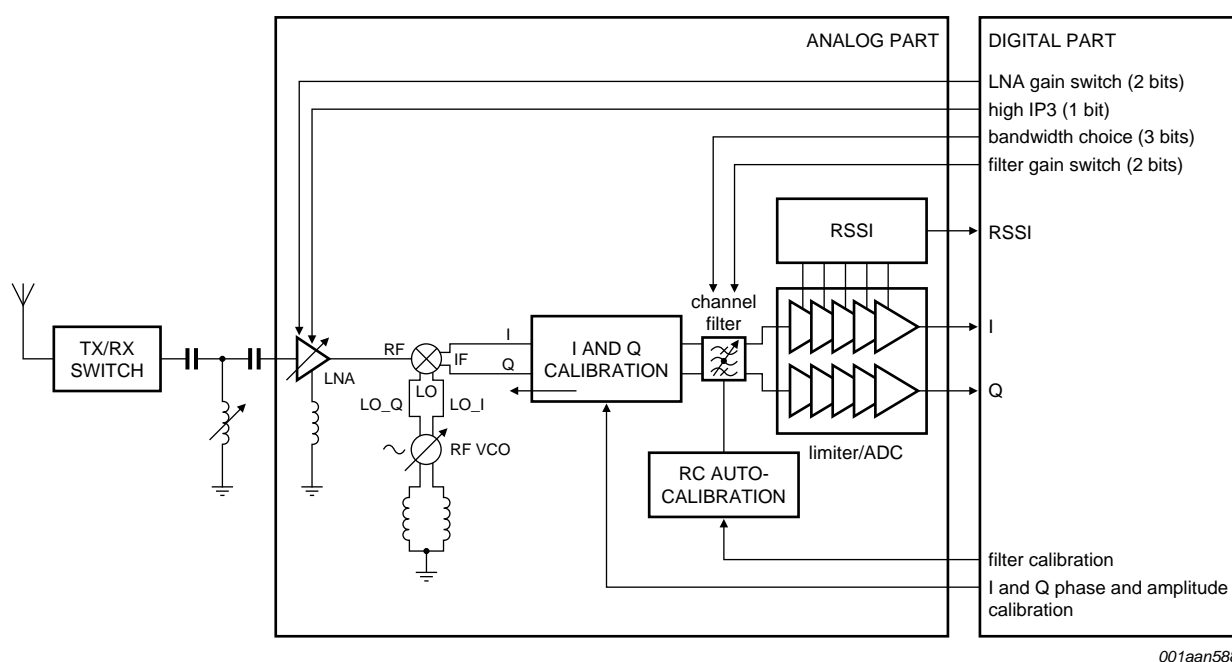 ANALOG PART
DIGITAL PART
LNA gain switch (2 bits)
high IP3 (1 bit)
bandwidth choice (3 bits)
filter gain switch (2 bits)
RSSI
RSSI
channel
filter
TX/RX
SWITCH
RF
LNA
I
IF
Q
LO
LO_Q
LO_I
RF VCO
I AND Q
CALIBRATION
I
Q
limiter/ADC
RC AUTO-
CALIBRATION
filter calibration
I and Q phase and amplitude
calibration